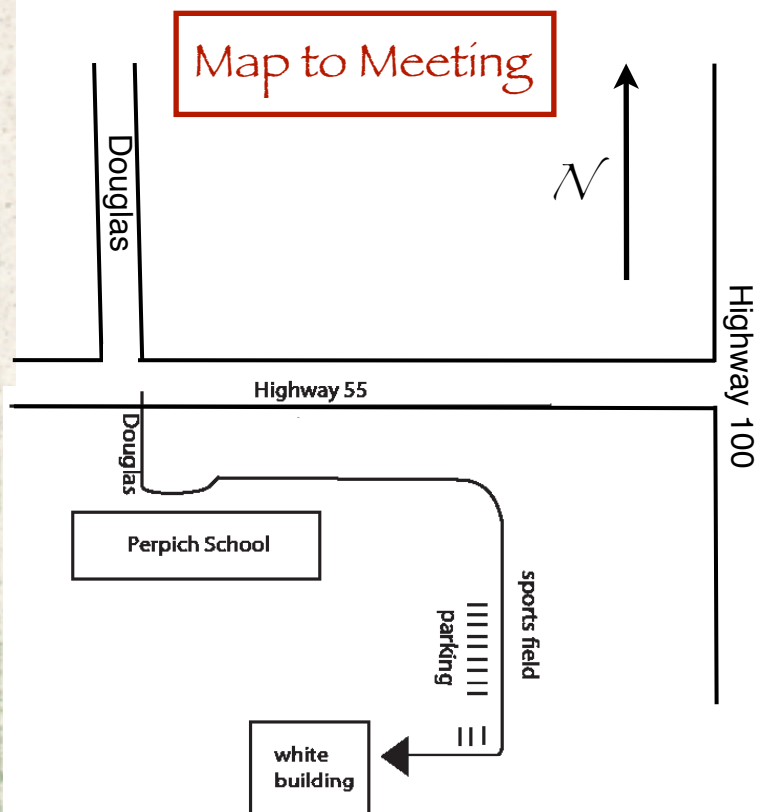 Map to Meeting
N
Douglas
Highway 100
Highway 55
Douglas
Perpich School
sports field
parking
white
building